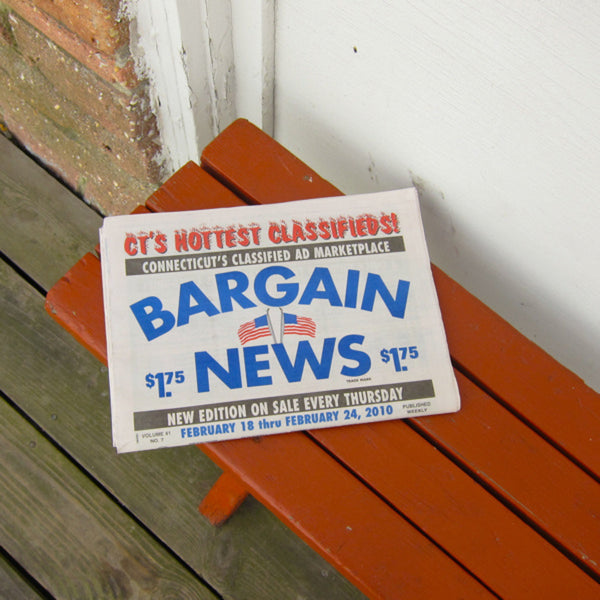 CT'S HOTTEST CLASSIFIEDS!
CONNECTICUT'S CLASSIFIED AD MARKETPLACE
BARGAIN
NEWS
$1.75
$1.75
TRADE MARK
NEW EDITION ON SALE EVERY THURSDAY
VOLUME 41
NO. 7
FEBRUARY 18 thru FEBRUARY 24, 2010
PUBLISHED
WEEKLY